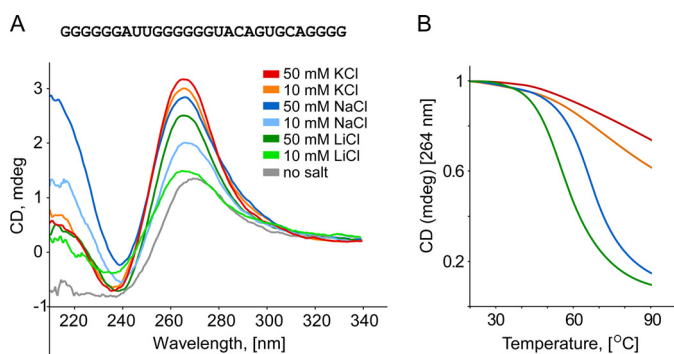 A
GGGGGGAUUGGGGGGUACAGUGCAGGGG
CD, mdeg
3
2
1
0
-1
50 mM KCl
10 mM KCl
50 mM NaCl
10 mM NaCl
50 mM LiCl
10 mM LiCl
no salt
220 240 260 280 300 320 340
Wavelength, [nm]
B
CD (mdeg) [264 nm]
1
0.6
0.2
30 60 90
Temperature, [OC]